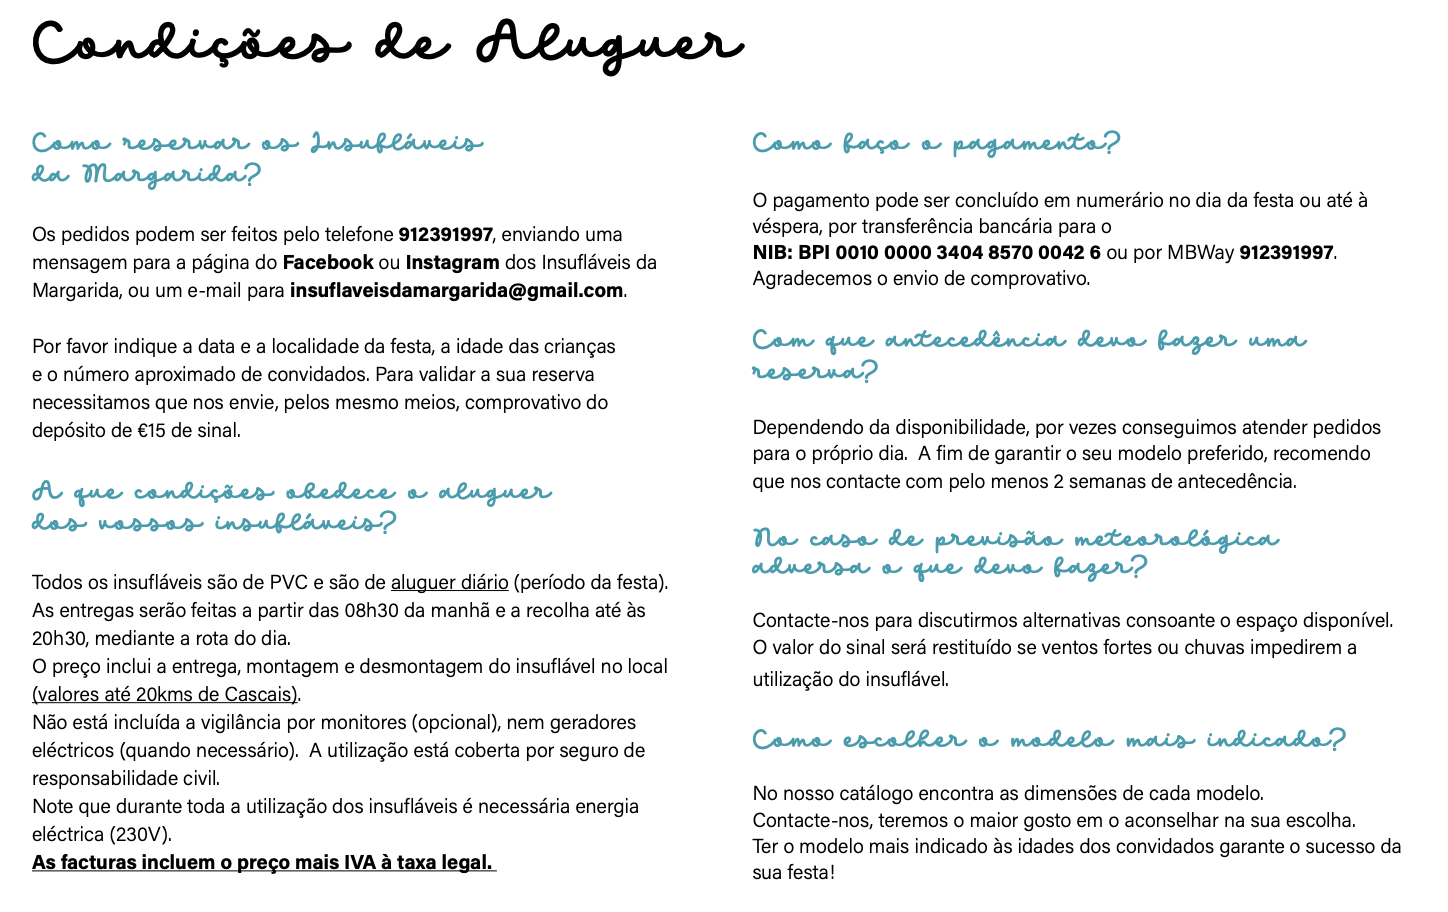 Condições de Aluguer
Como reservar os Insufláveis
da Margarida?
Os pedidos podem ser feitos pelo telefone 912391997, enviando uma
mensagem para a página do Facebook ou Instagram dos Insufláveis da
Margarida, ou um e-mail para insuflaveisdamargarida@gmail.com.
Por favor indique a data e a localidade da festa, a idade das crianças
e o número aproximado de convidados. Para validar a sua reserva
necessitamos que nos envie, pelos mesmo meios, comprovativo do
depósito de €15 de sinal.
A que condições obedece o aluguer
dos vossos insufláveis?
Todos os insufláveis são de PVC e são de aluguer diário (período da festa).
As entregas serão feitas a partir das 08h30 da manhã e a recolha até às
20h30, mediante a rota do dia.
O preço inclui a entrega, montagem e desmontagem do insuflável no local
(valores até 20kms de Cascais).
Não está incluída a vigilância por monitores (opcional), nem geradores
eléctricos (quando necessário).  A utilização está coberta por seguro de
responsabilidade civil.
Note que durante toda a utilização dos insufláveis é necessária energia
eléctrica (230V).
As facturas incluem o preço mais IVA à taxa legal.
Como faço o pagamento?
O pagamento pode ser concluído em numerário no dia da festa ou até à
véspera, por transferência bancária para o
NIB: BPI 0010 0000 3404 8570 0042 6 ou por MBWay 912391997.
Agradecemos o envio de comprovativo.
Com que antecedência devo fazer uma
reserva?
Dependendo da disponibilidade, por vezes conseguimos atender pedidos
para o próprio dia.  A fim de garantir o seu modelo preferido, recomendo
que nos contacte com pelo menos 2 semanas de antecedência.
No caso de previsão meteorológica
adversa o que devo fazer?
Contacte-nos para discutirmos alternativas consoante o espaço disponível.
O valor do sinal será restituído se ventos fortes ou chuvas impedirem a
utilização do insuflável.
Como escolher o modelo mais indicado?
No nosso catálogo encontra as dimensões de cada modelo.
Contacte-nos, teremos o maior gosto em o aconselhar na sua escolha.
Ter o modelo mais indicado às idades dos convidados garante o sucesso da
sua festa!